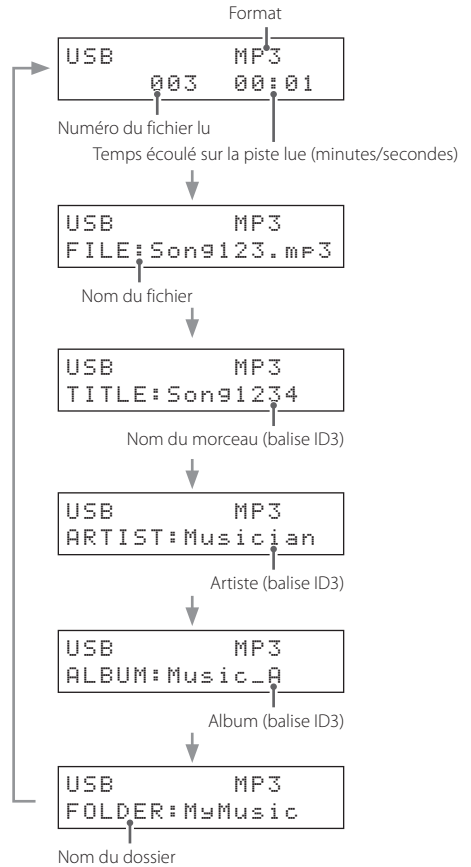 Format
USB MP3
003 00:01
Numéro du fichier lu
Temps écoulé sur la piste lue (minutes/secondes)
USB MP3
FILE:Song123.mp3
Nom du fichier
USB MP3
TITLE:Song1234
Nom du morceau (balise ID3)
USB MP3
ARTIST:Musician
Artiste (balise ID3)
USB MP3
ALBUM:Music_A
Album (balise ID3)
USB MP3
FOLDER:MyMusic
Nom du dossier